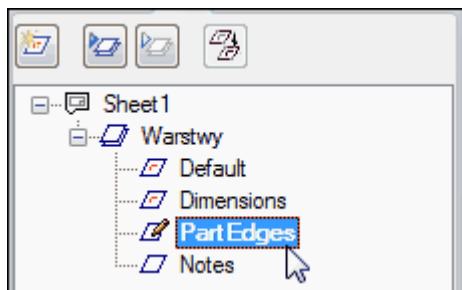 Sheet1
Warstwy
Default
Dimensions
PartEdges
Notes